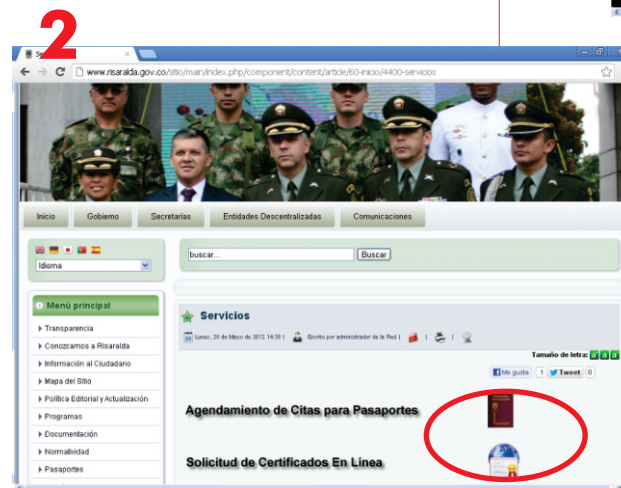 2
www.risaralda.gov.co/sitio/main/index.php/component/content/article/60-inicio/4400-servicios
Inicio Gobierno Secretarías Entidades Descentralizadas Comunicaciones
Idioma
buscar... Buscar
Menú principal
Transparencia
Conozcamos a Risaralda
Información al Ciudadano
Mapa del Sitio
Política Editorial y Actualización
Programas
Documentación
Normatividad
Pasaportes
Servicios
Lunes, 28 de Mayo de 2012 14:38 | Escrito por administrador de la Red | | |
Tamaño de letra: a a a
Me gusta 1 Tweet 0
Agendamiento de Citas para Pasaportes
Solicitud de Certificados En Linea